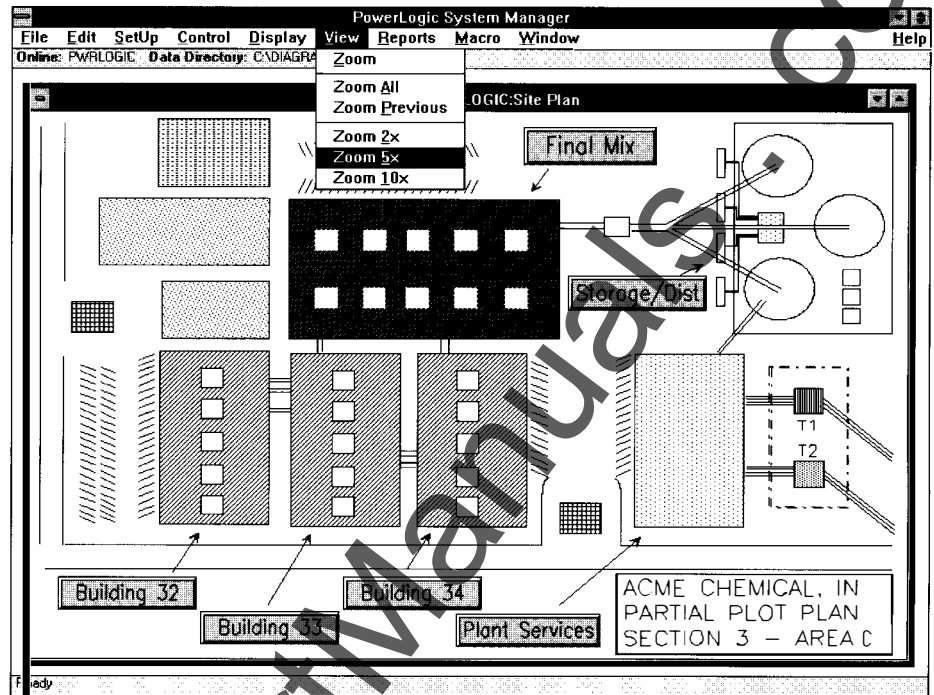 PowerLogic System Manager
File Edit SetUp Control Display View Reports Macro Window Help
Online: PWRLOGIC Data Directory: C:\DIAGRA
Zoom
Zoom All
Zoom Previous
Zoom 2x
Zoom 5x
Zoom 10x
OGIC:Site Plan
Final Mix
Storage/Dist
T1
T2
Building 32
Building 33
Building 34
Plant Services
ACME CHEMICAL, IN
PARTIAL PLOT PLAN
SECTION 3 - AREA C